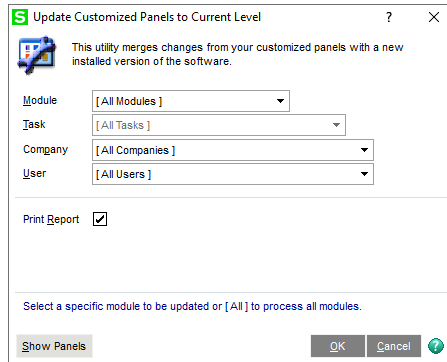 S Update Customized Panels to Current Level ?
This utility merges changes from your customized panels with a new
installed version of the software.
Module [ All Modules ]
Task [ All Tasks ]
Company [ All Companies ]
User [ All Users ]
Print Report
Select a specific module to be updated or [ All ] to process all modules.
Show Panels OK Cancel ?